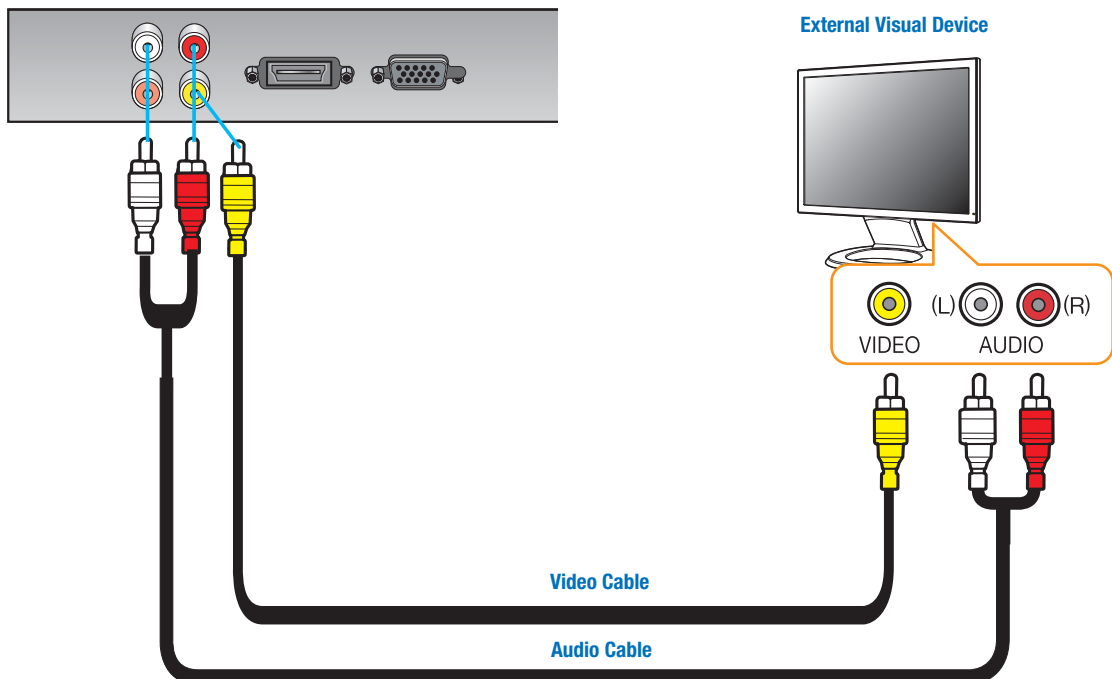 External Visual Device
(L)
(R)
VIDEO
AUDIO
Video Cable
Audio Cable